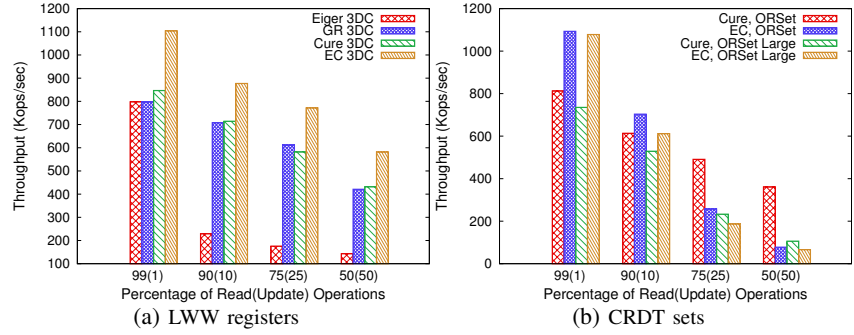 Throughput (Kops/sec)
1200
1100
1000
900
800
700
600
500
400
300
200
100
Eiger 3DC
GR 3DC
Cure 3DC
EC 3DC
99(1) 90(10) 75(25) 50(50)
Percentage of Read(Update) Operations
(a) LWW registers
Throughput (Kops/sec)
1000
1200
800
600
400
200
0
Cure, ORSet
EC, ORSet
Cure, ORSet Large
EC, ORSet Large
99(1) 90(10) 75(25) 50(50)
Percentage of Read(Update) Operations
(b) CRDT sets